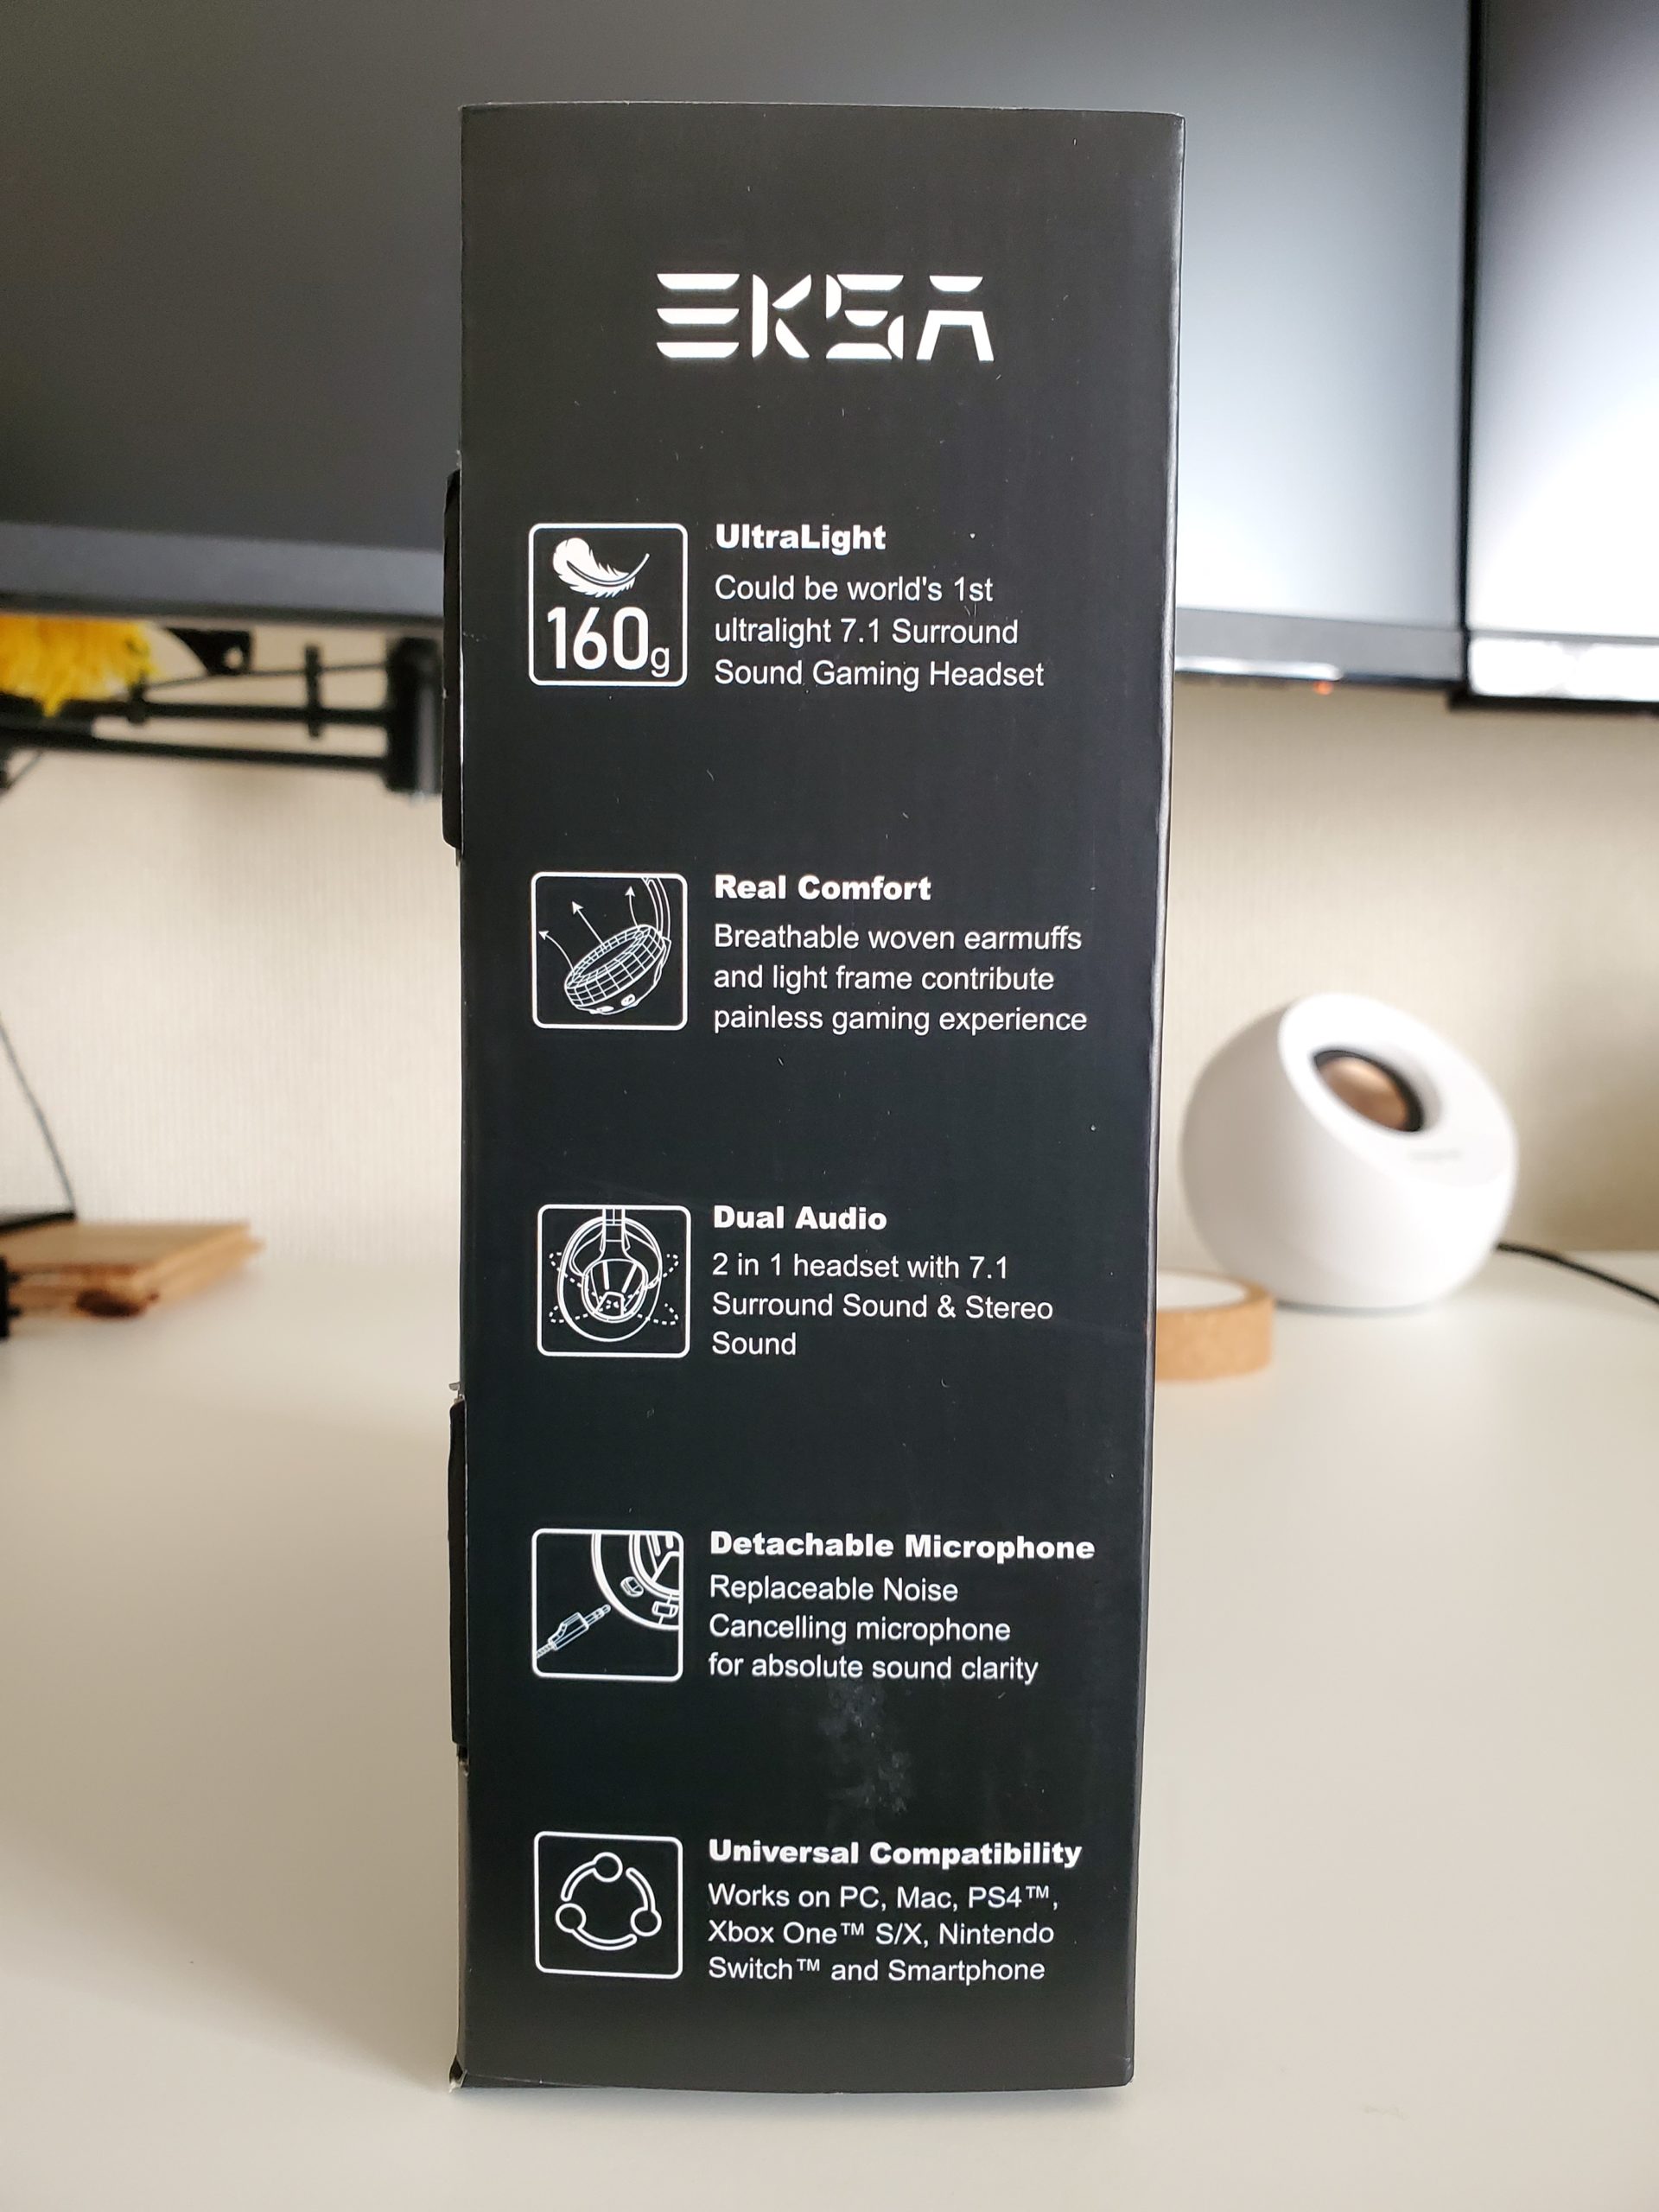 EKSA
160g
UltraLight
Could be world's 1st
ultralight 7.1 Surround
Sound Gaming Headset
Real Comfort
Breathable woven earmuffs
and light frame contribute
painless gaming experience
Dual Audio
2 in 1 headset with 7.1
Surround Sound & Stereo
Sound
Detachable Microphone
Replaceable Noise
Cancelling microphone
for absolute sound clarity
Universal Compatibility
Works on PC, Mac, PS4™,
Xbox One™ S/X, Nintendo
Switch™ and Smartphone